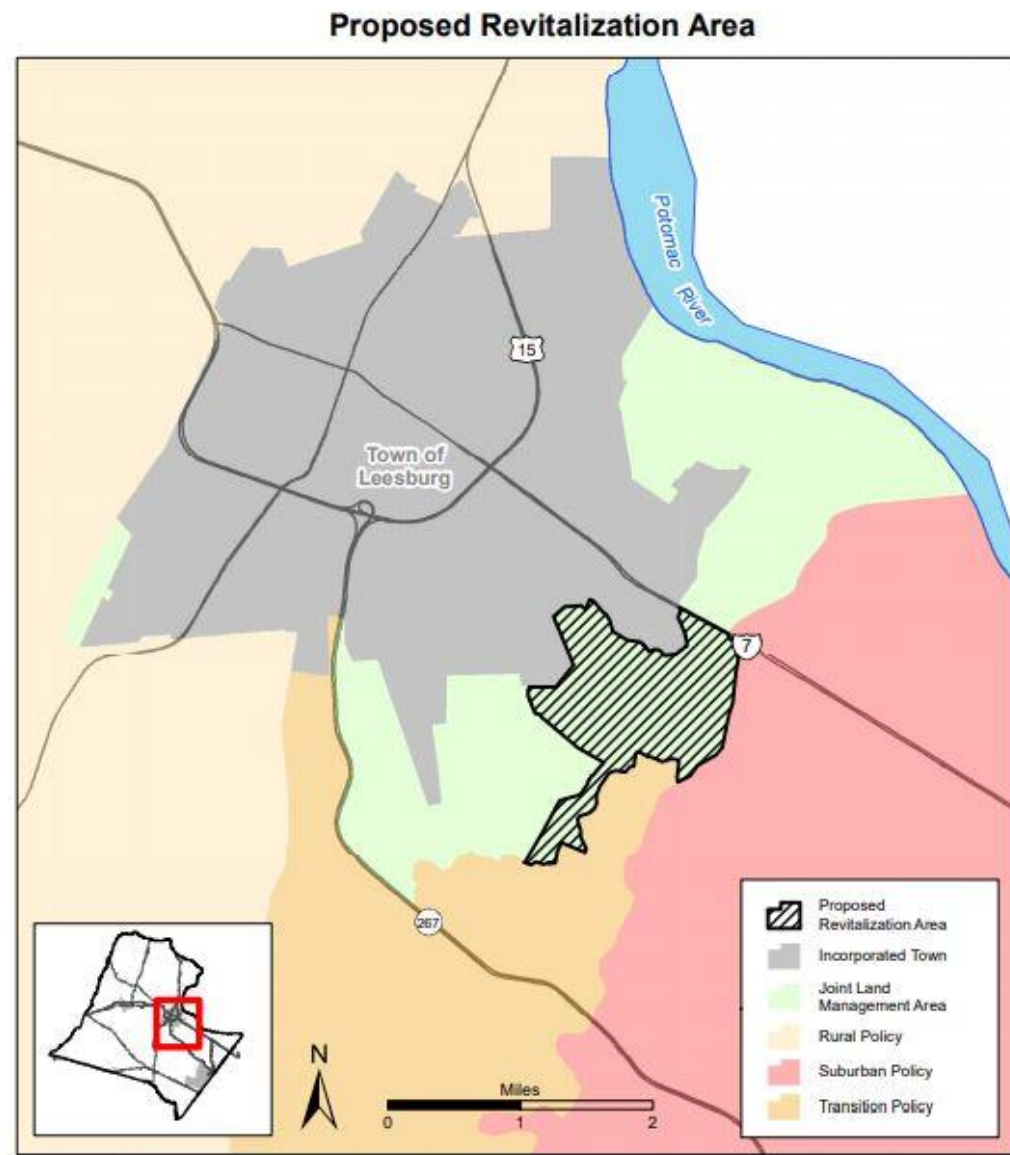 Proposed Revitalization Area
Potomac
River
15
Town of
Leesburg
7
267
N
Miles
0 1 2
Proposed
Revitalization Area
Incorporated Town
Joint Land
Management Area
Rural Policy
Suburban Policy
Transition Policy